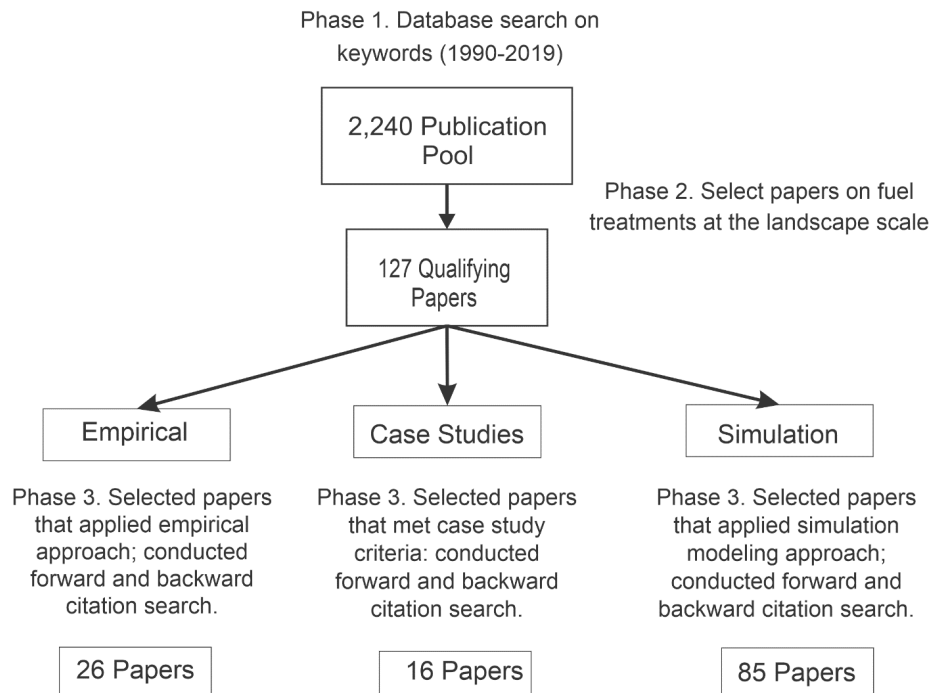 Phase 1. Database search on
keywords (1990-2019)
2,240 Publication
Pool
Phase 2. Select papers on fuel
treatments at the landscape scale
127 Qualifying
Papers
Empirical
Case Studies
Simulation
Phase 3. Selected papers
that applied empirical
approach; conducted
forward and backward
citation search.
Phase 3. Selected papers
that met case study
criteria: conducted
forward and backward
citation search.
Phase 3. Selected papers
that applied simulation
modeling approach;
conducted forward and
backward citation search.
26 Papers
16 Papers
85 Papers